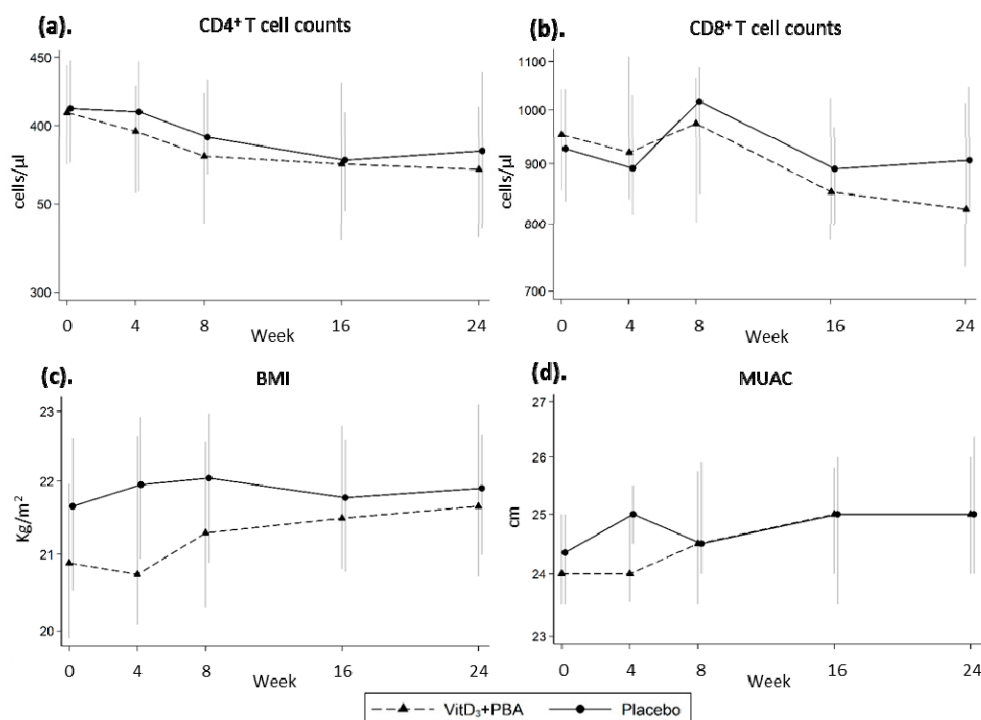 (a). CD4⁺ T cell counts
450
400
50
300
cells/μl
0 4 8 16 24
Week
(b). CD8⁺ T cell counts
1100
1000
900
800
700
cells/μl
0 4 8 16 24
Week
(c). BMI
23
22
21
20
Kg/m²
0 4 8 16 24
Week
(d). MUAC
27
26
25
24
23
cm
0 4 8 16 24
Week
VitD₃+PBA Placebo